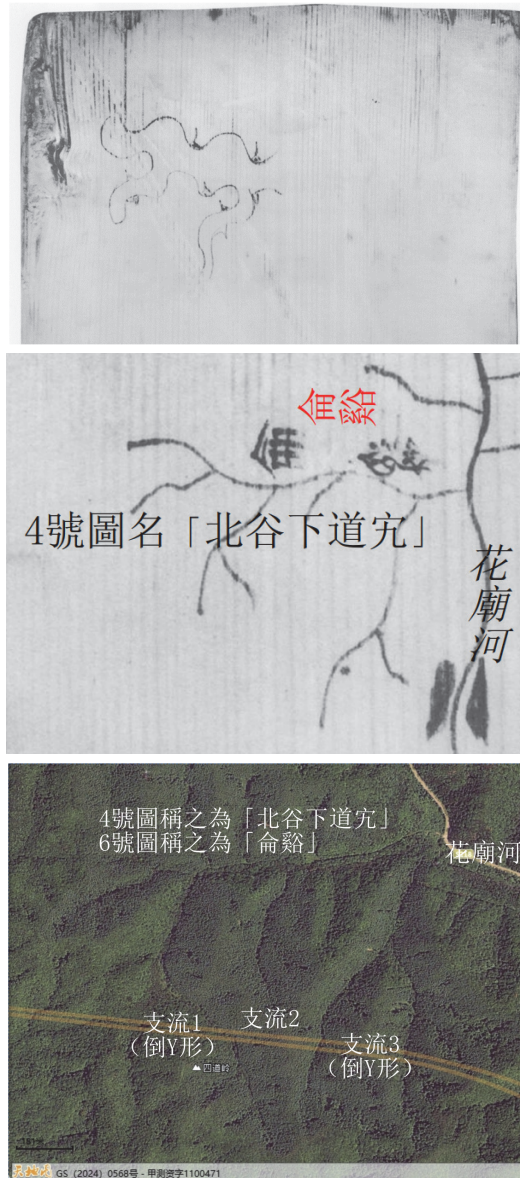 侖谿
4號圖名「北谷下道宂」
花廟河
4號圖稱之為「北谷下道宂」
6號圖稱之為「侖谿」
花廟河
支流1
（倒Y形）
支流2
支流3
（倒Y形）
四道岭
GS（2024）0568号 - 甲测资字1100471